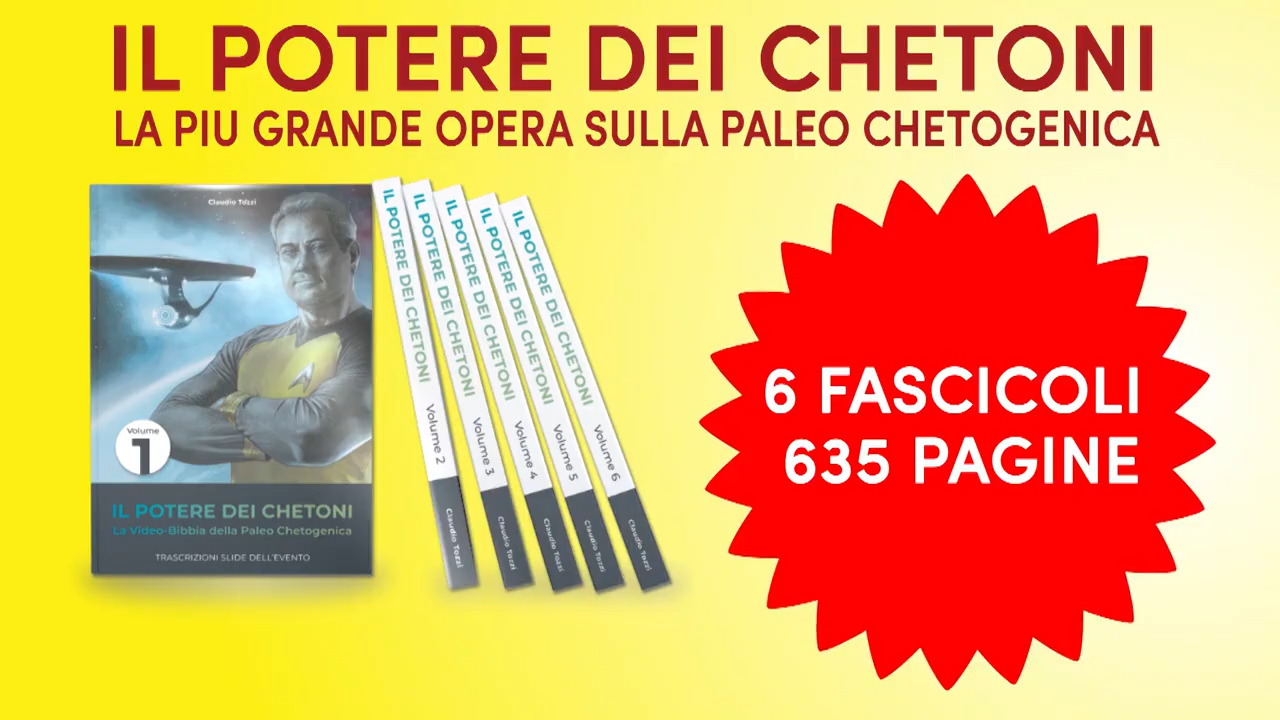 IL POTERE DEI CHETONI
LA PIU GRANDE OPERA SULLA PALEO CHETOGENICA
Claudio Tozzi
Volume
1
IL POTERE DEI CHETONI
La Video-Bibbia della Paleo Chetogenica
TRASCRIZIONI SLIDE DELL'EVENTO
IL POTERE DEI CHETONI Volume 2 Claudio Tozzi
IL POTERE DEI CHETONI Volume 3 Claudio Tozzi
IL POTERE DEI CHETONI Volume 4 Claudio Tozzi
IL POTERE DEI CHETONI Volume 5 Claudio Tozzi
IL POTERE DEI CHETONI Volume 6 Claudio Tozzi
6 FASCICOLI
635 PAGINE